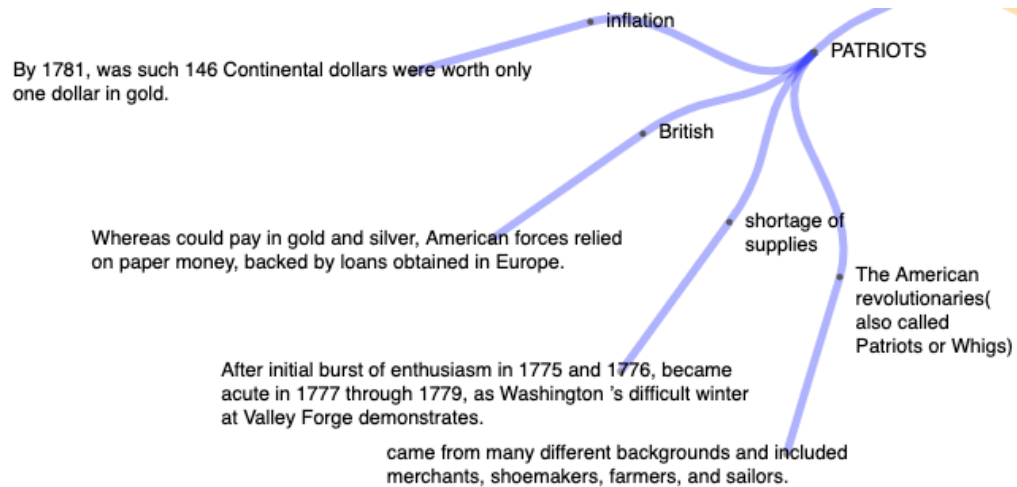 inflation
PATRIOTS
By 1781, was such 146 Continental dollars were worth only
one dollar in gold.
British
Whereas could pay in gold and silver, American forces relied
on paper money, backed by loans obtained in Europe.
shortage of
supplies
The American
revolutionaries(
also called
Patriots or Whigs)
After initial burst of enthusiasm in 1775 and 1776, became
acute in 1777 through 1779, as Washington 's difficult winter
at Valley Forge demonstrates.
came from many different backgrounds and included
merchants, shoemakers, farmers, and sailors.